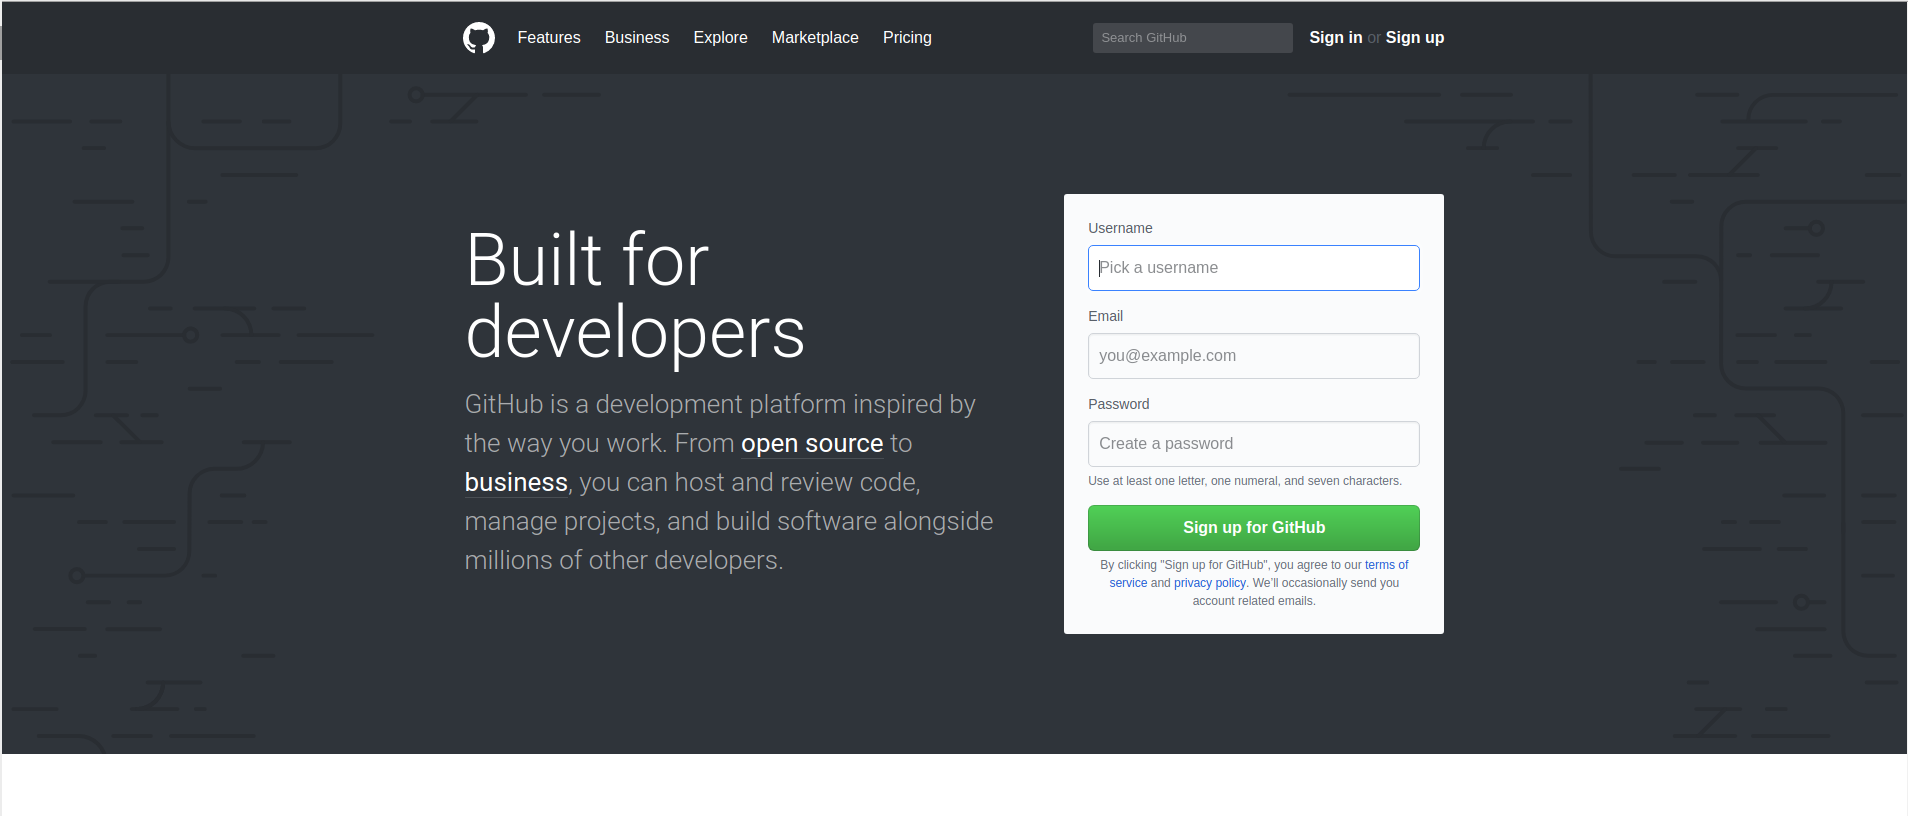 Features Business Explore Marketplace Pricing Search GitHub Sign in or Sign up
Built for
developers
GitHub is a development platform inspired by
the way you work. From open source to
business, you can host and review code,
manage projects, and build software alongside
millions of other developers.
Username
Pick a username
Email
you@example.com
Password
Create a password
Use at least one letter, one numeral, and seven characters.
Sign up for GitHub
By clicking "Sign up for GitHub", you agree to our terms of
service and privacy policy. We’ll occasionally send you
account related emails.